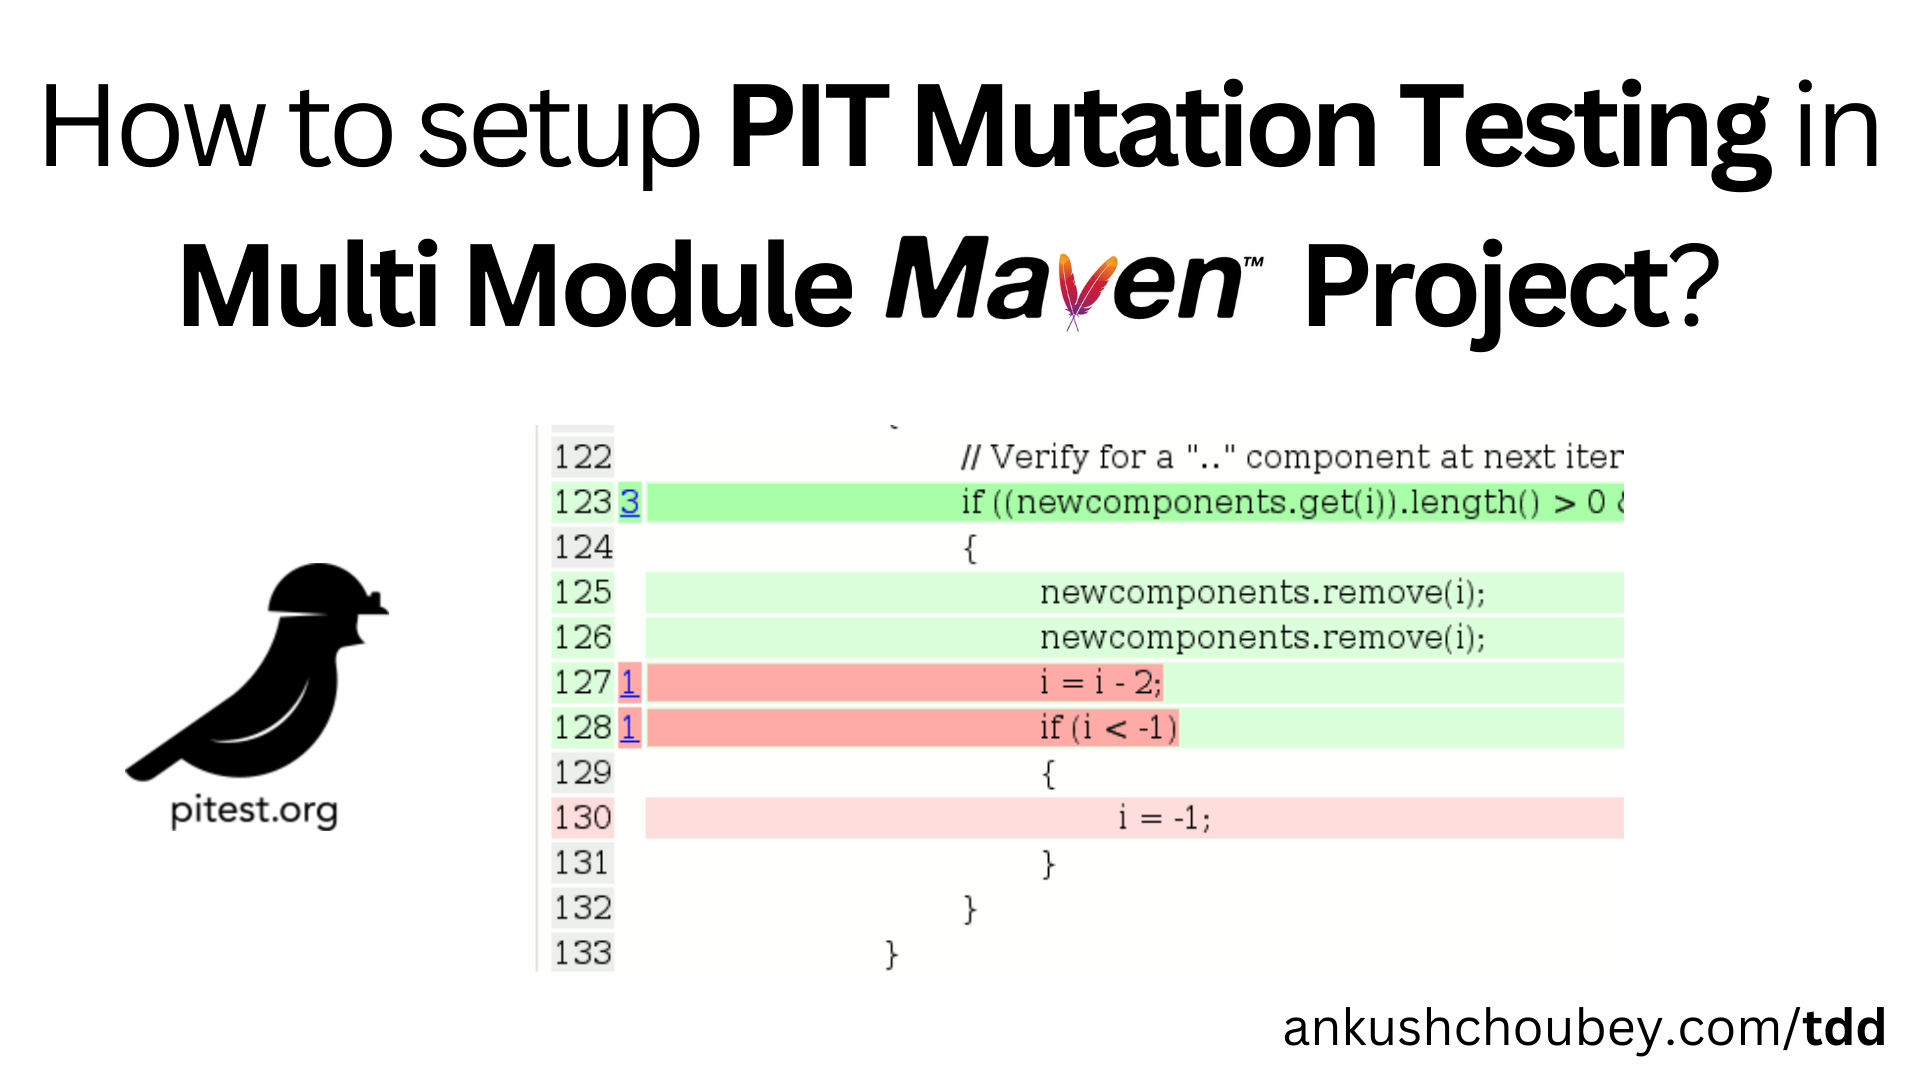 How to setup PIT Mutation Testing in
Multi Module Maven™ Project?
122 // Verify for a ".." component at next iter
123 3 if ((newcomponents.get(i)).length() > 0 &
124 {
125 newcomponents.remove(i);
126 newcomponents.remove(i);
127 1 i = i - 2;
128 1 if (i < -1)
129 {
130 i = -1;
131 }
132 }
133 }
pitest.org
ankushchoubey.com/tdd